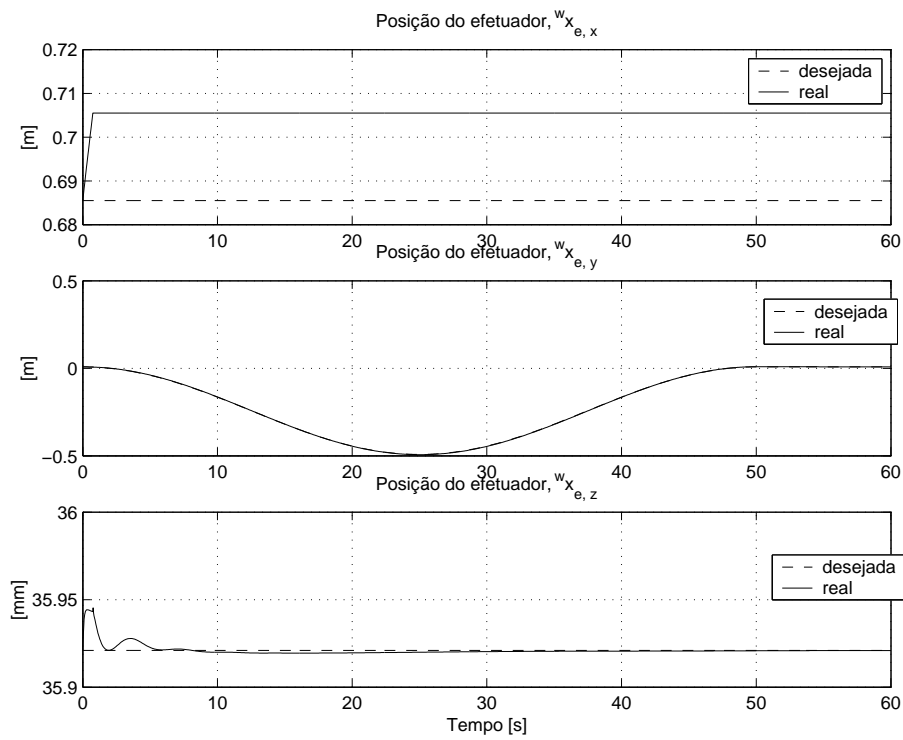 Posição do efetuador, ʷx e, x
0.72
0.71
0.7
0.69
0.68
[m]
desejada
real
0 10 20 30 40 50 60
Posição do efetuador, ʷx e, y
0.5
0
−0.5
[m]
desejada
real
0 10 20 30 40 50 60
Posição do efetuador, ʷx e, z
36
35.95
35.9
[mm]
desejada
real
0 10 20 30 40 50 60
Tempo [s]